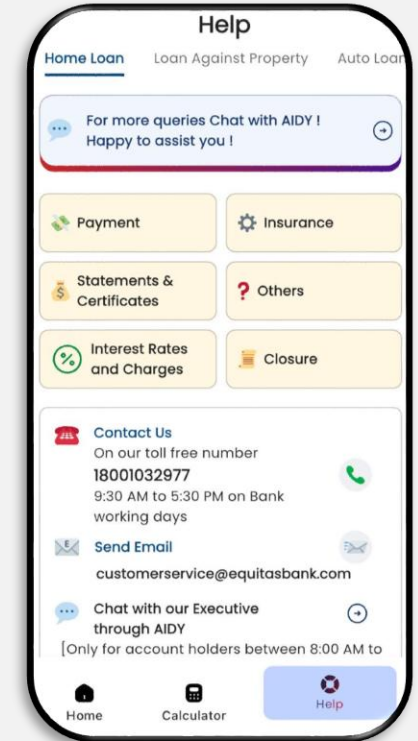 Help
Home Loan Loan Against Property Auto Loan
For more queries Chat with AIDY !
Happy to assist you !
Payment
Insurance
Statements &
Certificates
Others
Interest Rates
and Charges
Closure
Contact Us
On our toll free number
18001032977
9:30 AM to 5:30 PM on Bank
working days
Send Email
customerservice@equitasbank.com
Chat with our Executive
through AIDY
[Only for account holders between 8:00 AM to
Home Calculator Help